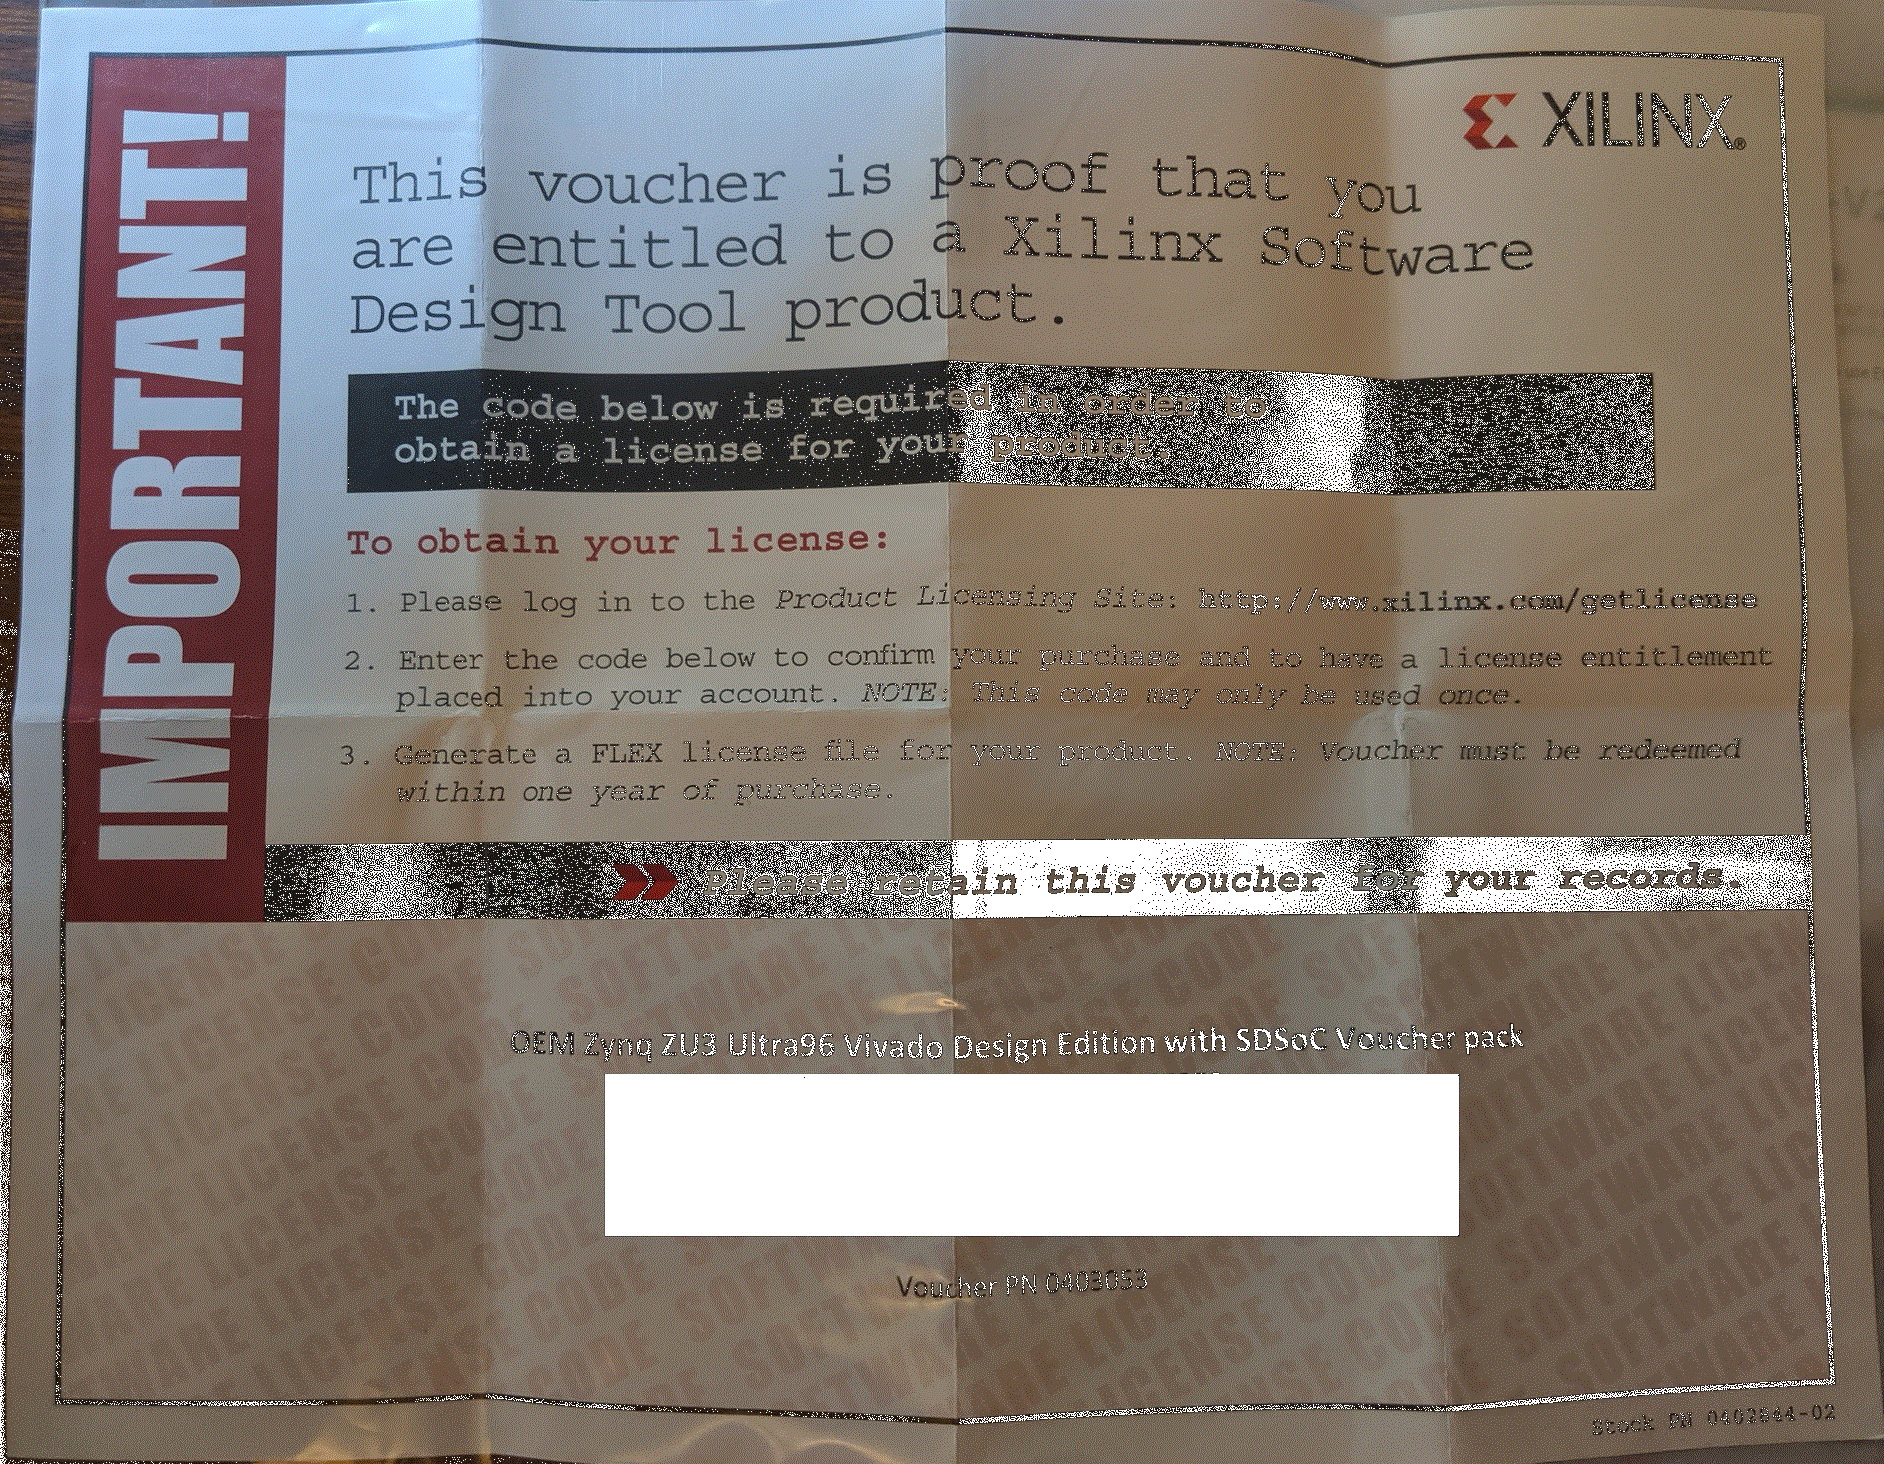 IMPORTANT!
XILINX®
This voucher is proof that you
are entitled to a Xilinx Software
Design Tool product.
The code below is required in order to
obtain a license for your product.
To obtain your license:
1. Please log in to the Product Licensing Site: http://www.xilinx.com/getlicense
2. Enter the code below to confirm your purchase and to have a license entitlement
placed into your account. NOTE: This code may only be used once.
3. Generate a FLEX license file for your product. NOTE: Voucher must be redeemed
within one year of purchase.
Please retain this voucher for your records.
OEM Zynq ZU3 Ultra96 Vivado Design Edition with SDSoC Voucher pack
Voucher PN 0403053
Stock PN 0402844-02